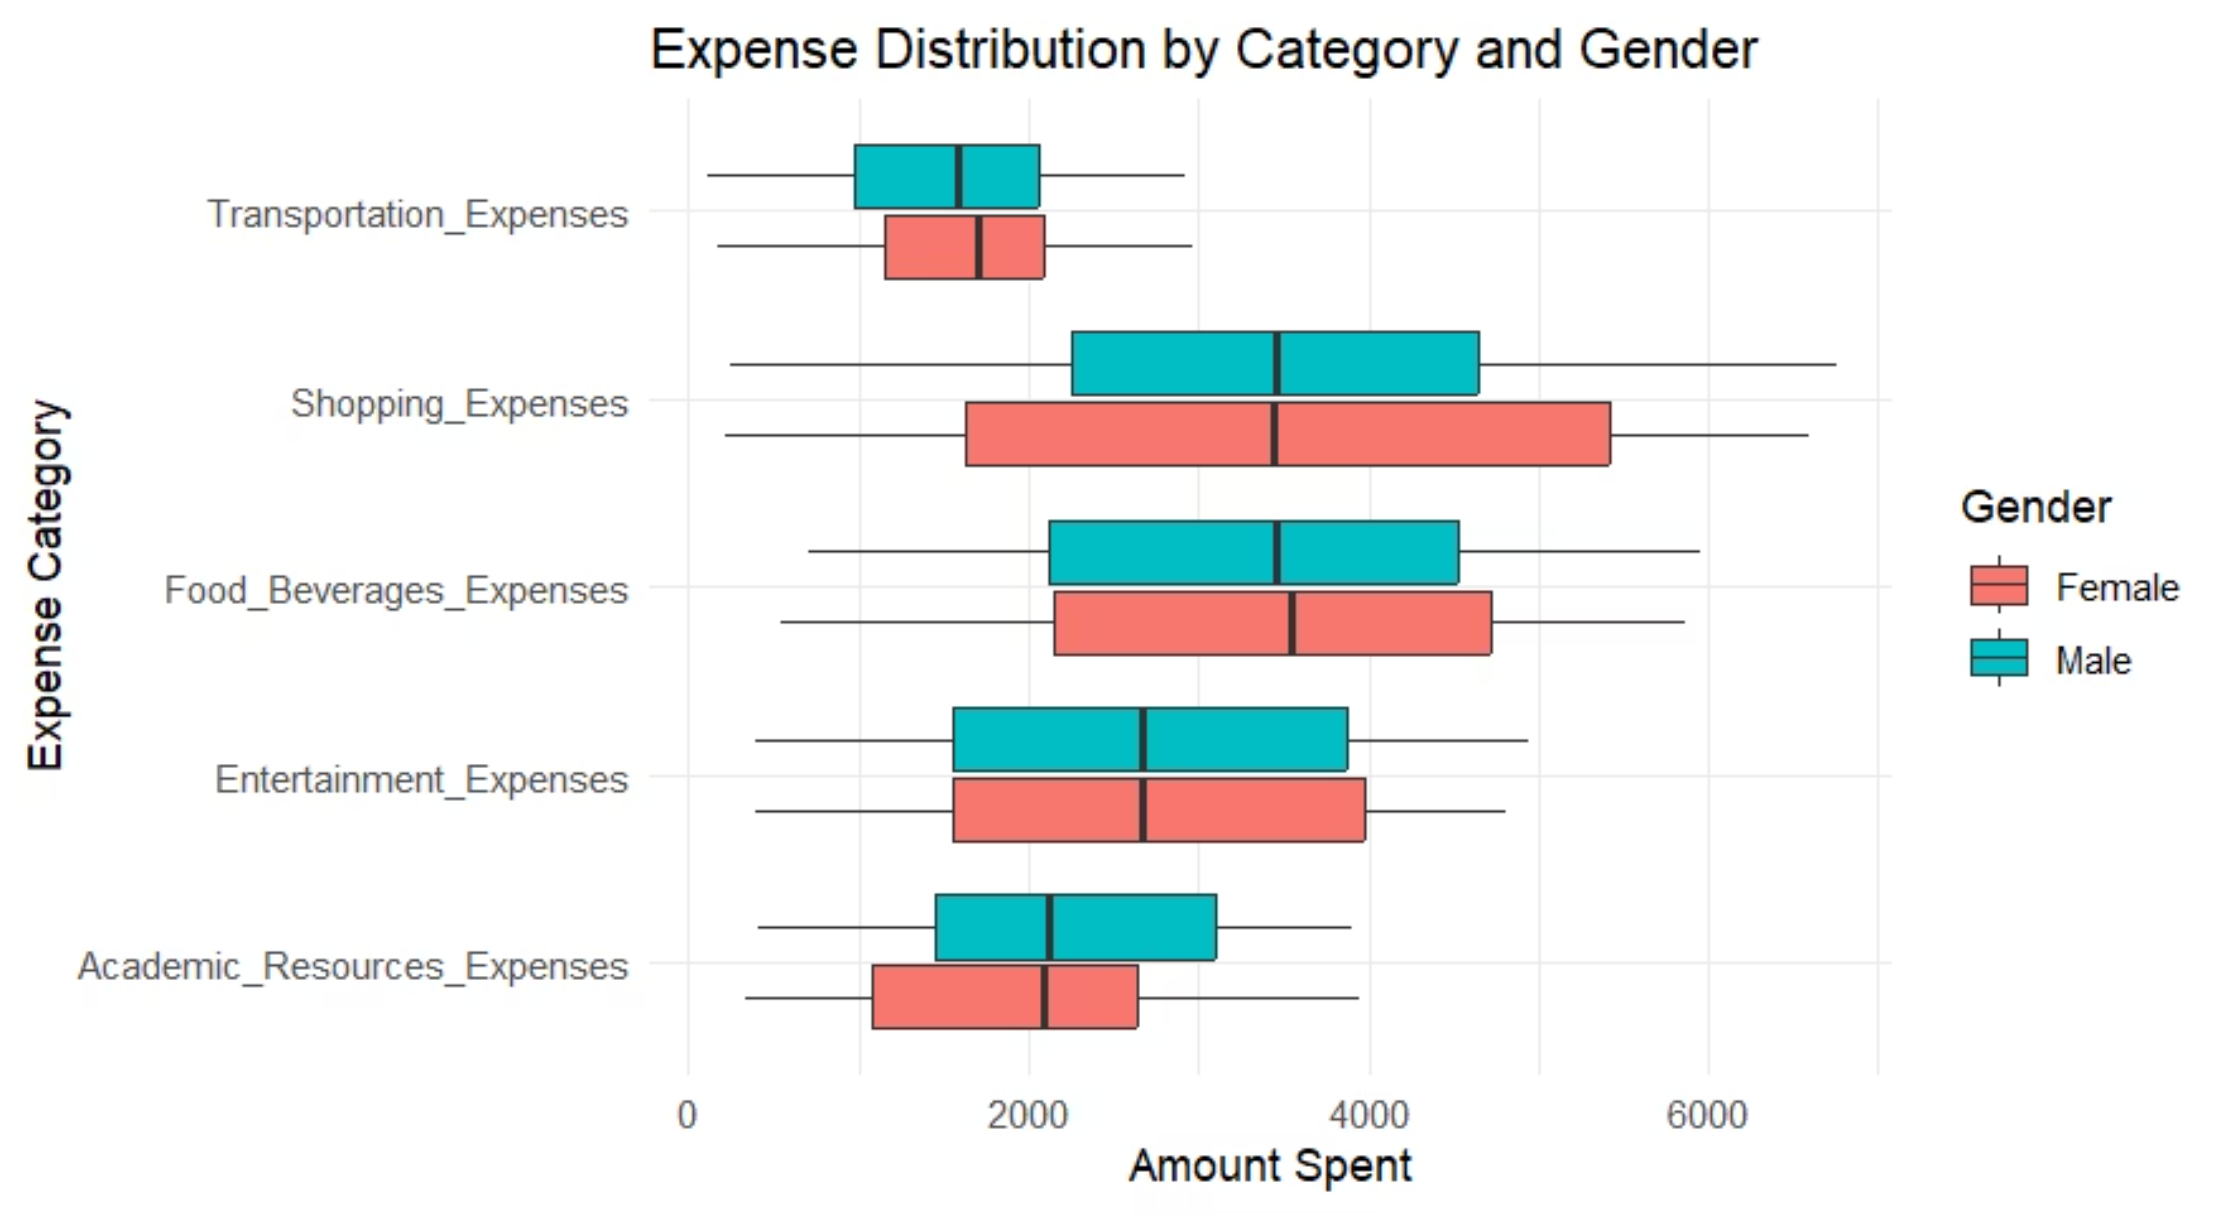 Expense Distribution by Category and Gender
Expense Category
Transportation_Expenses
Shopping_Expenses
Food_Beverages_Expenses
Entertainment_Expenses
Academic_Resources_Expenses
0 2000 4000 6000
Amount Spent
Gender
Female
Male